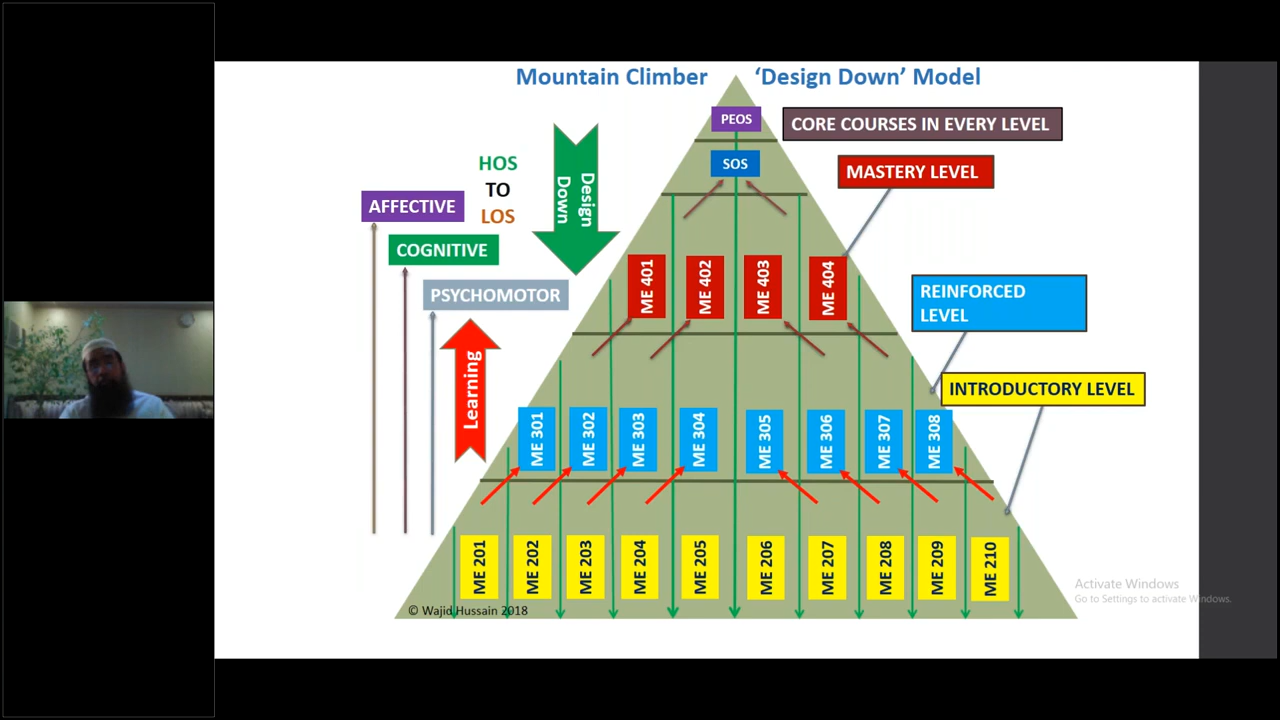 Mountain Climber 'Design Down' Model
PEOS
CORE COURSES IN EVERY LEVEL
SOS
MASTERY LEVEL
HOS
TO
LOS
Design
Down
AFFECTIVE
COGNITIVE
PSYCHOMOTOR
Learning
ME 401
ME 402
ME 403
ME 404
REINFORCED
LEVEL
INTRODUCTORY LEVEL
ME 301
ME 302
ME 303
ME 304
ME 305
ME 306
ME 307
ME 308
ME 201
ME 202
ME 203
ME 204
ME 205
ME 206
ME 207
ME 208
ME 209
ME 210
© Wajid Hussain 2018
Activate Windows
Go to Settings to activate Windows.